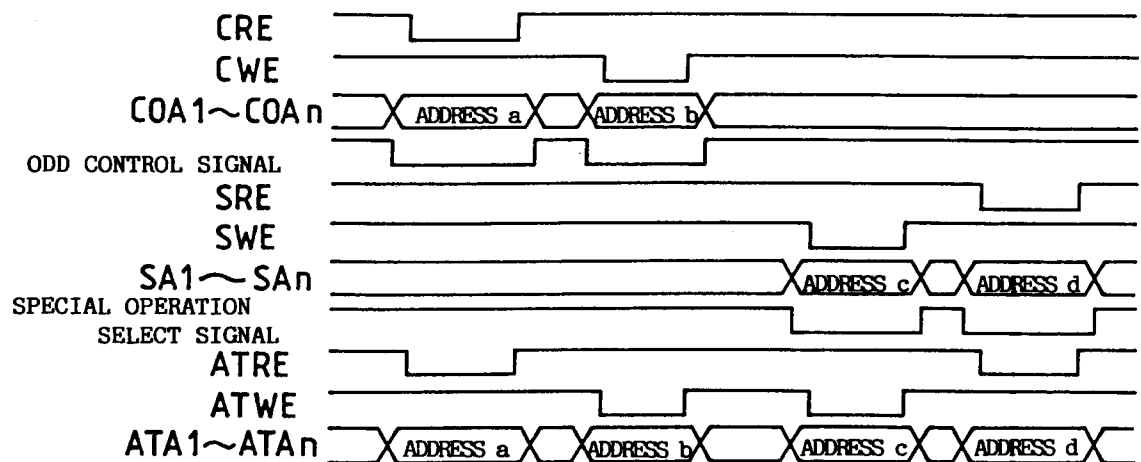 CRE
CWE
COA1~COAn ADDRESS a ADDRESS b
ODD CONTROL SIGNAL
SRE
SWE
SA1~SAn ADDRESS c ADDRESS d
SPECIAL OPERATION
SELECT SIGNAL
ATRE
ATWE
ATA1~ATAn ADDRESS a ADDRESS b ADDRESS c ADDRESS d